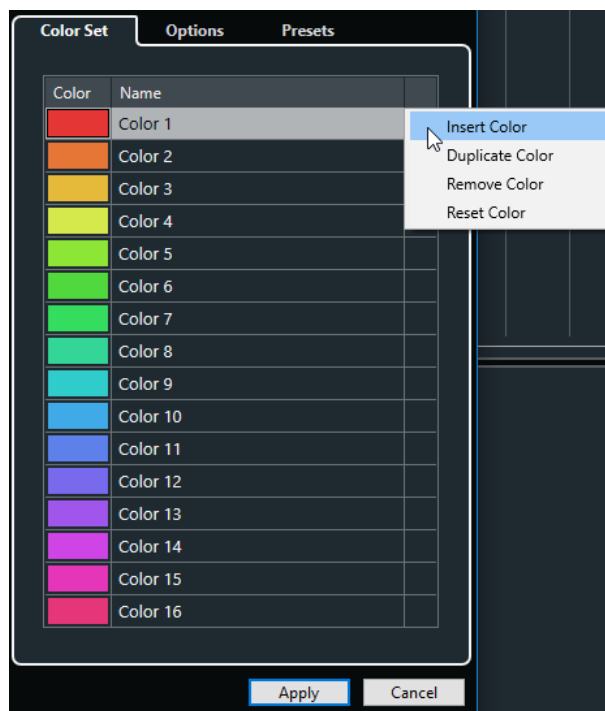 Color Set Options Presets
Color Name
Color 1
Insert Color
Color 2
Duplicate Color
Color 3
Remove Color
Color 4
Reset Color
Color 5
Color 6
Color 7
Color 8
Color 9
Color 10
Color 11
Color 12
Color 13
Color 14
Color 15
Color 16
Apply Cancel